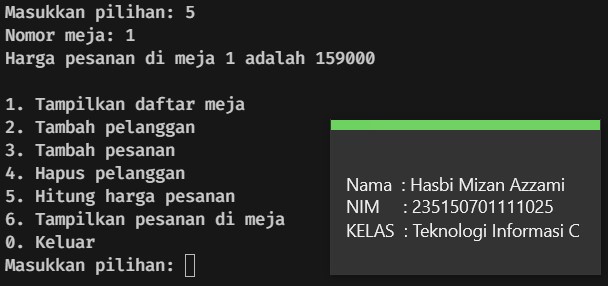 Masukkan pilihan: 5
Nomor meja: 1
Harga pesanan di meja 1 adalah 159000
1. Tampilkan daftar meja
2. Tambah pelanggan
3. Tambah pesanan
4. Hapus pelanggan
5. Hitung harga pesanan
6. Tampilkan pesanan di meja
0. Keluar
Masukkan pilihan:
Nama : Hasbi Mizan Azzami
NIM : 235150701111025
KELAS : Teknologi Informasi C